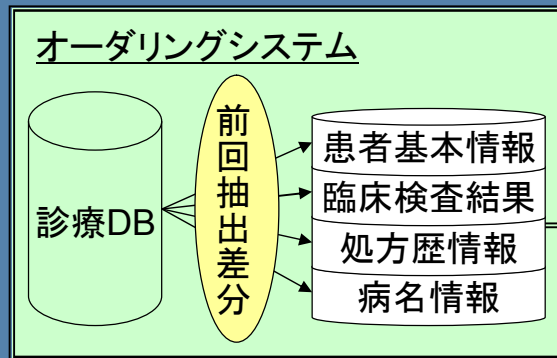 オーダリングシステム
診療DB
前回抽出差分
患者基本情報
臨床検査結果
処方歴情報
病名情報